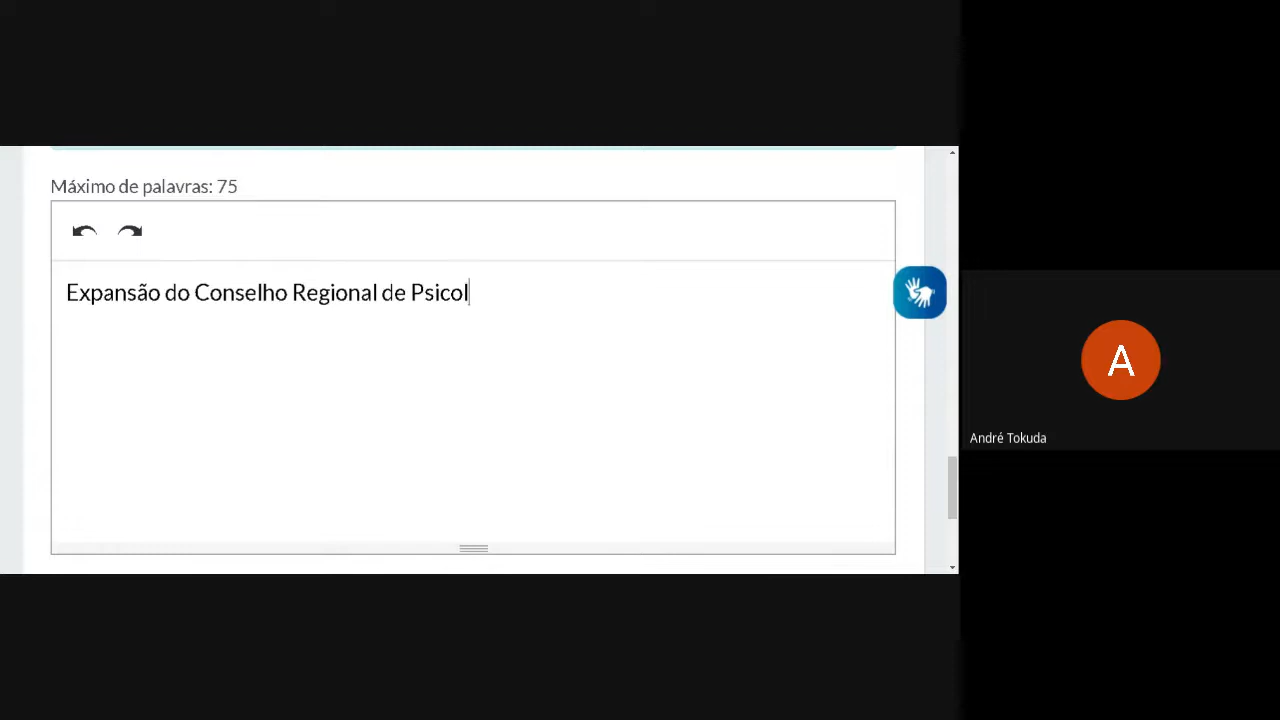 Máximo de palavras: 75
Expansão do Conselho Regional de Psicol
A
André Tokuda